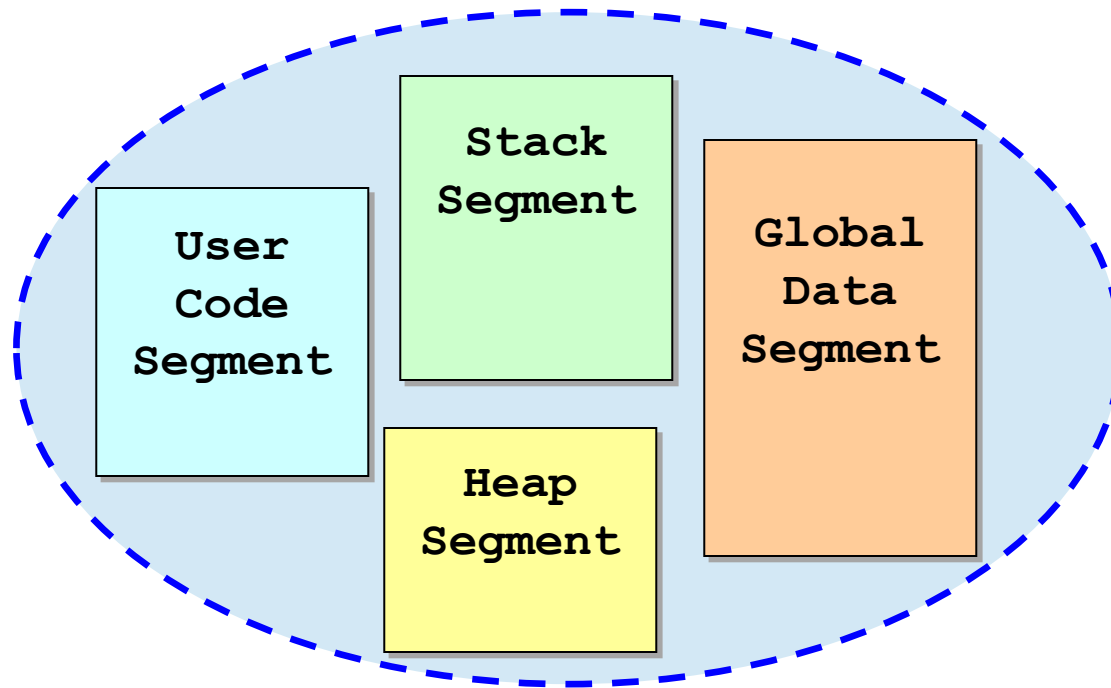 User
Code
Segment
Stack
Segment
Global
Data
Segment
Heap
Segment